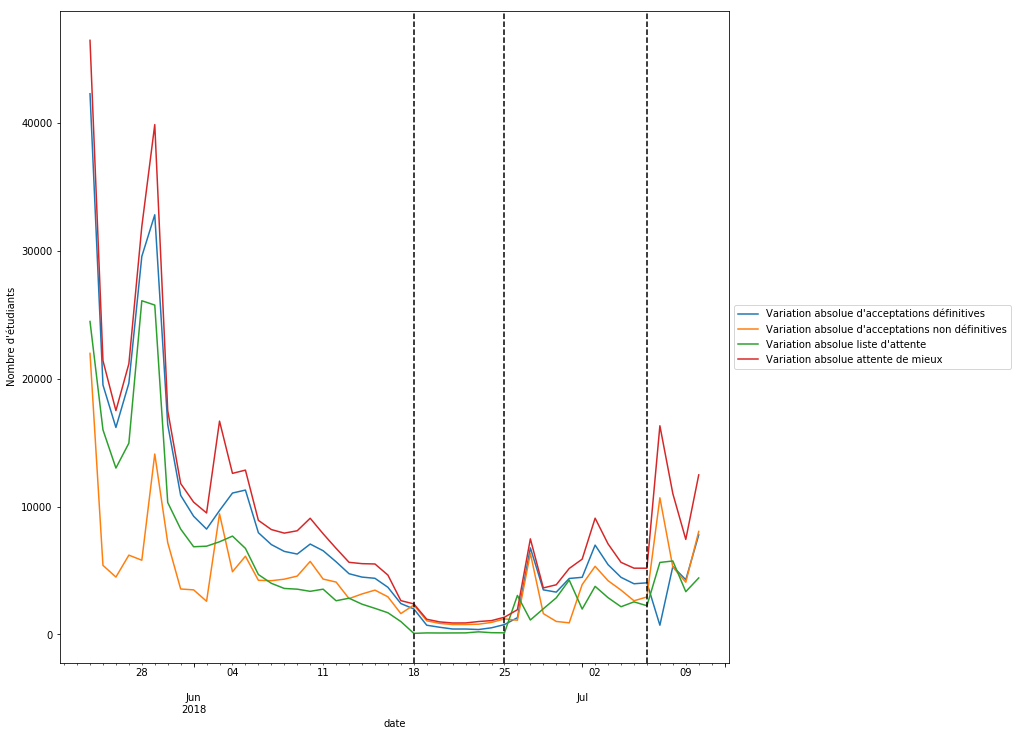 Nombre d'étudiants
40000
30000
20000
10000
0
28 04 11 18 25 02 09
Jun Jul
2018
date
Variation absolue d'acceptations définitives
Variation absolue d'acceptations non définitives
Variation absolue liste d'attente
Variation absolue attente de mieux